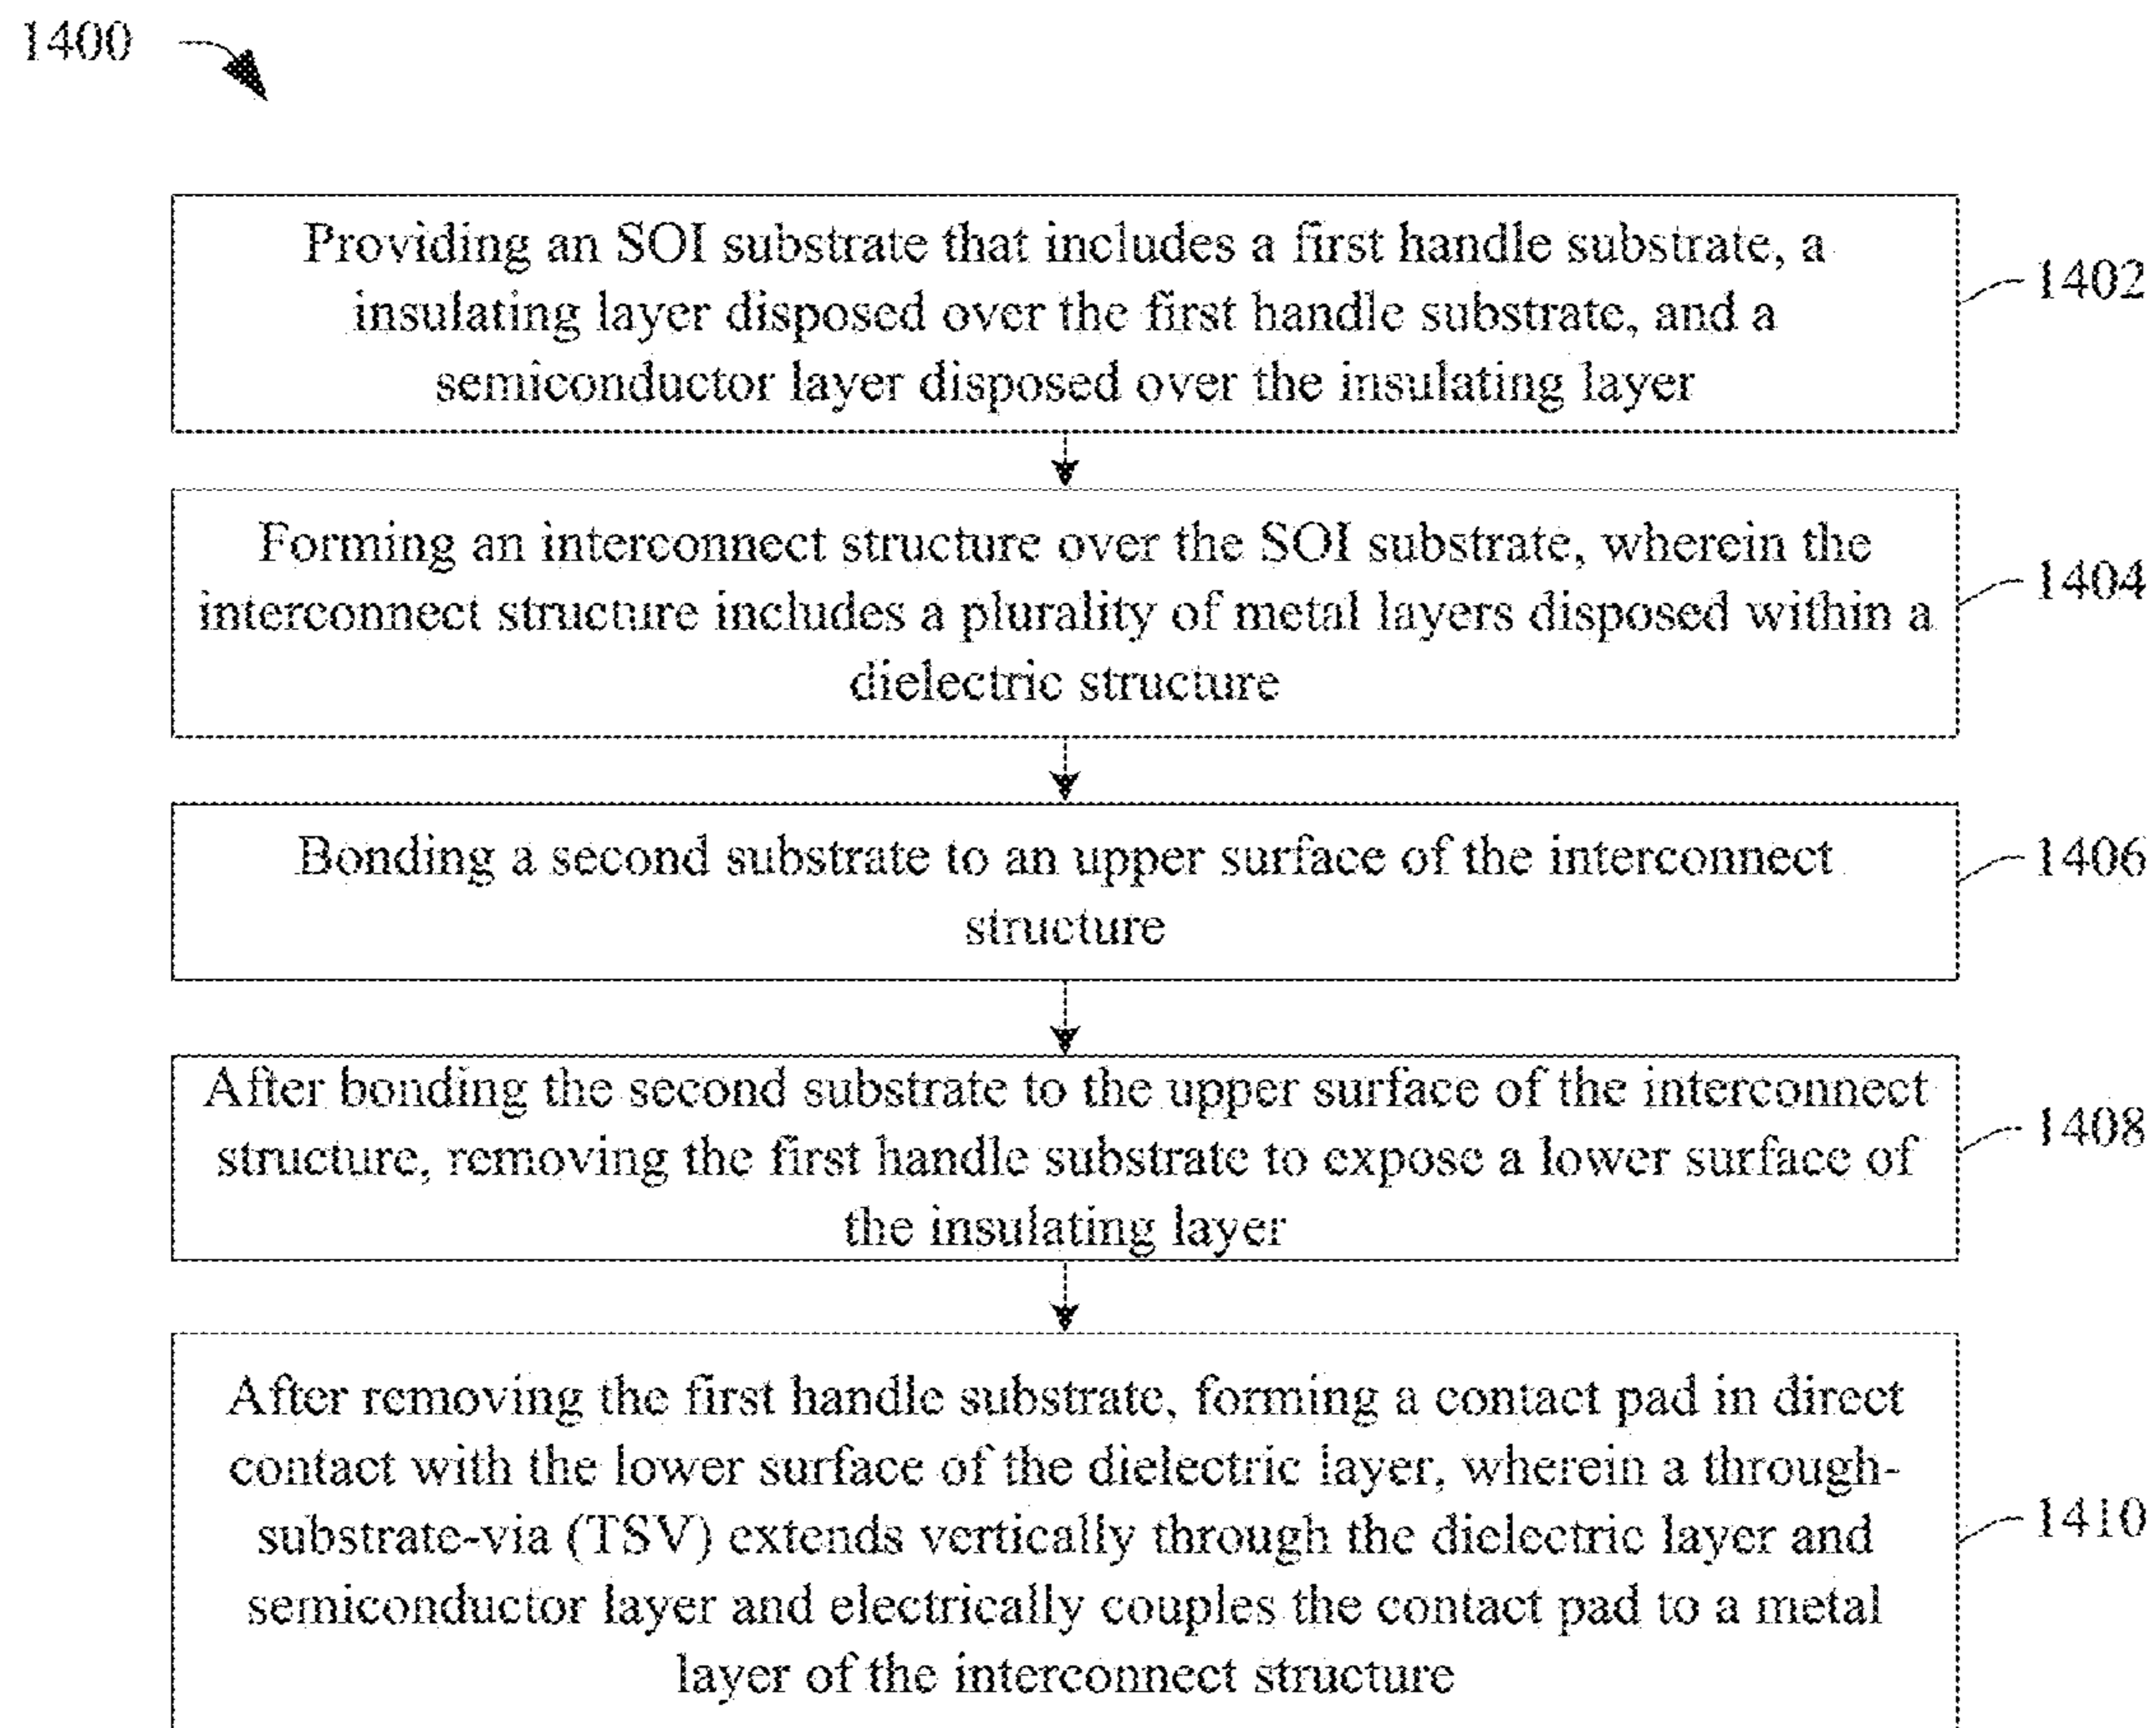 1400
Providing an SOI substrate that includes a first handle substrate, a
insulating layer disposed over the first handle substrate, and a
semiconductor layer disposed over the insulating layer
1402
Forming an interconnect structure over the SOI substrate, wherein the
interconnect structure includes a plurality of metal layers disposed within a
dielectric structure
1404
Bonding a second substrate to an upper surface of the interconnect
structure
1406
After bonding the second substrate to the upper surface of the interconnect
structure, removing the first handle substrate to expose a lower surface of
the insulating layer
1408
After removing the first handle substrate, forming a contact pad in direct
contact with the lower surface of the dielectric layer, wherein a through-
substrate-via (TSV) extends vertically through the dielectric layer and
semiconductor layer and electrically couples the contact pad to a metal
layer of the interconnect structure
1410